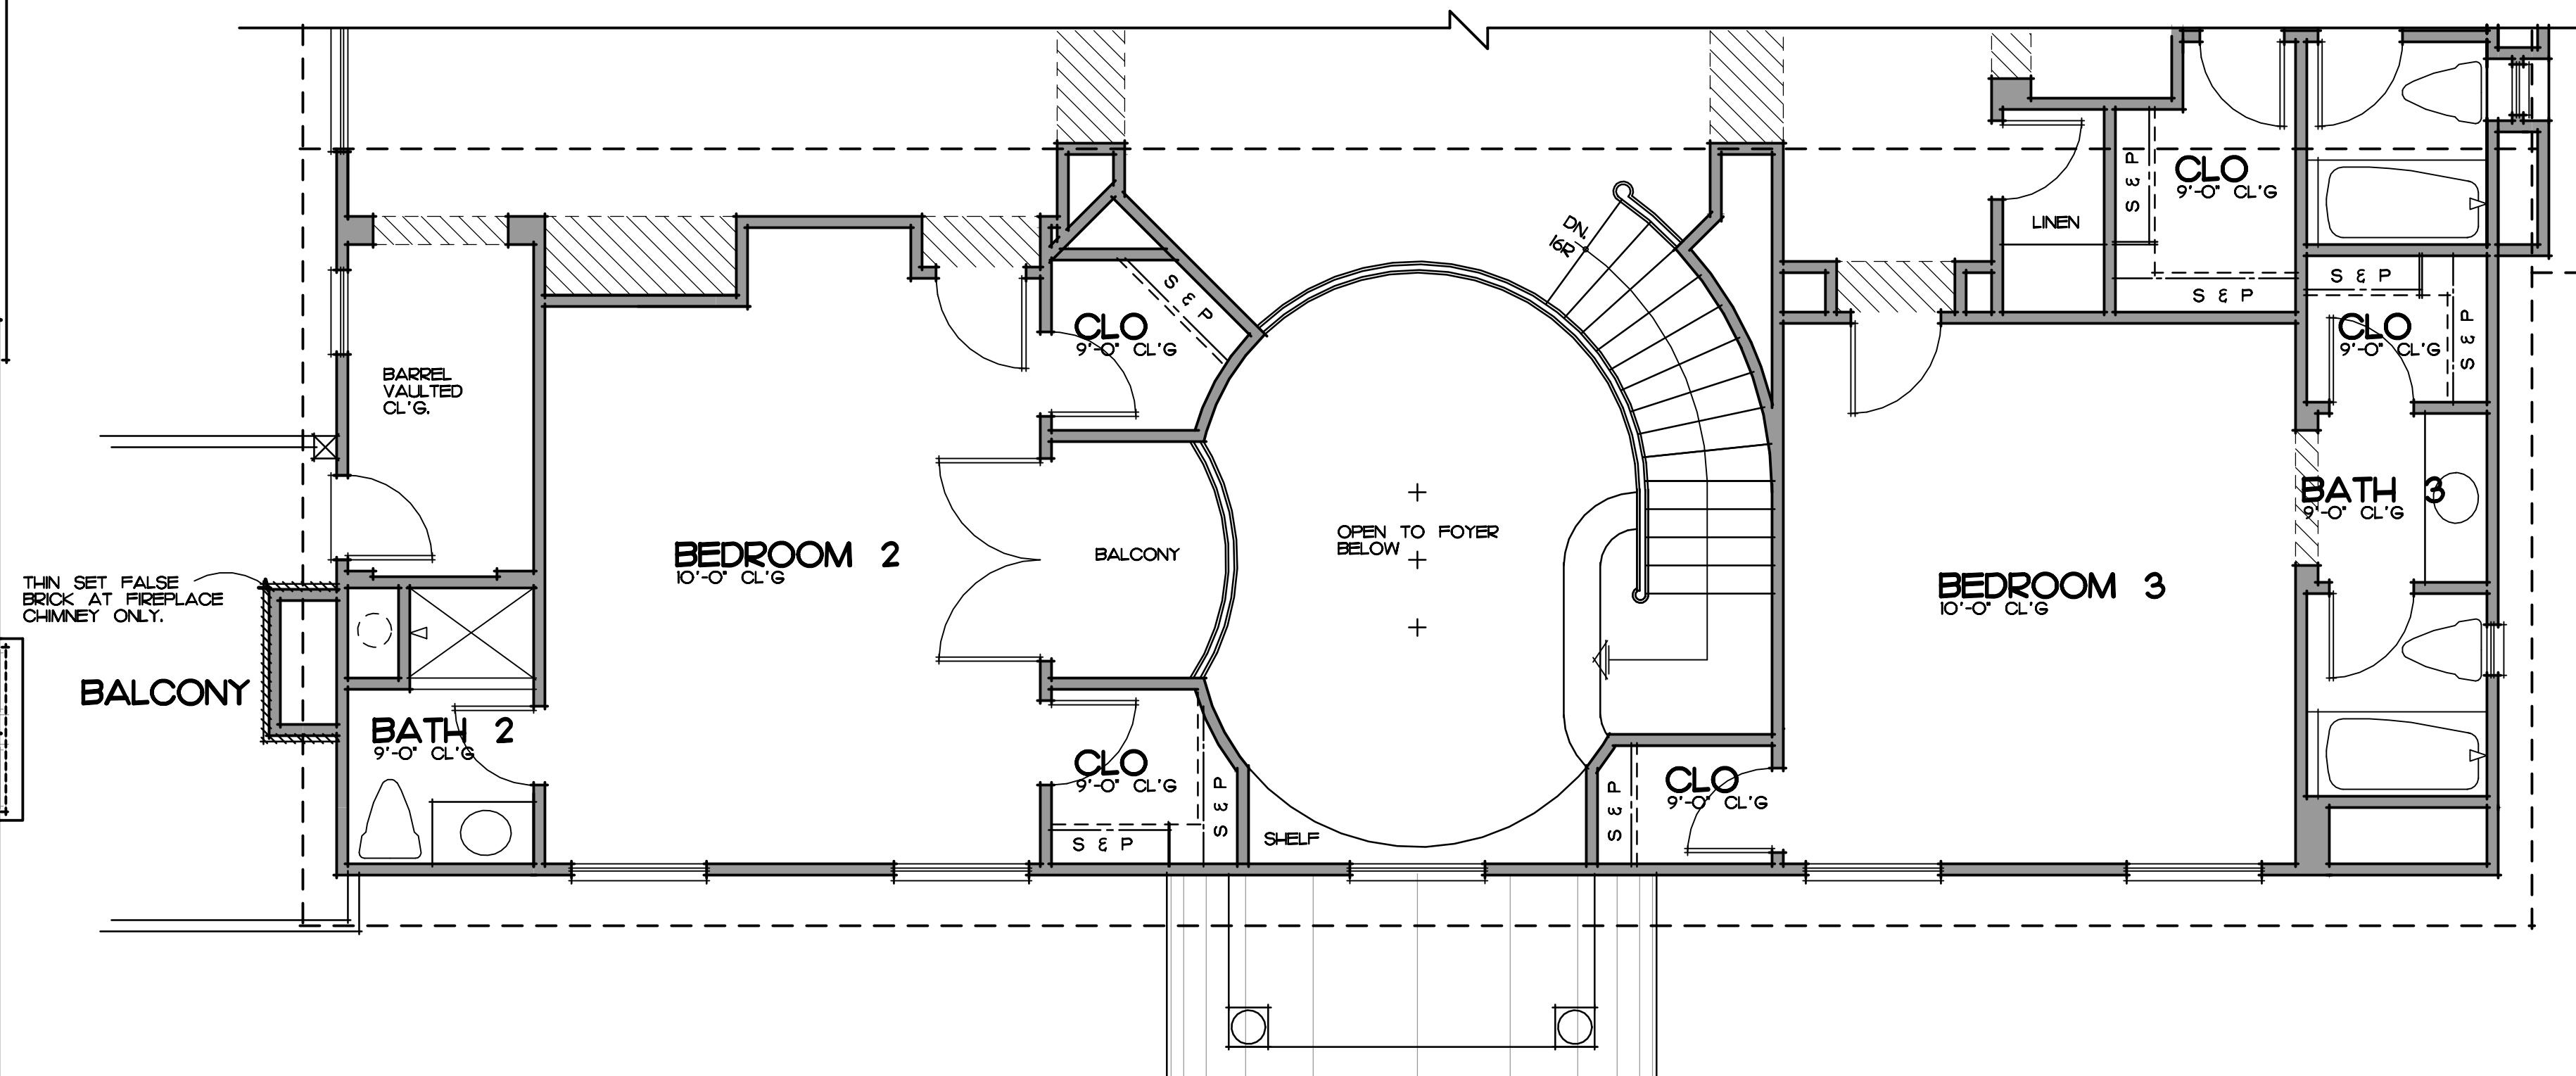 DN.
16R
S & P
CLO
9'-0" CL'G
LINEN
S & P
S & P
S & P
CLO
9'-0" CL'G
S & P
CLO
9'-0" CL'G
S & P
BARREL
VAULTED
CL'G.
BATH 3
9'-0" CL'G
OPEN TO FOYER
BELOW
BALCONY
BEDROOM 2
10'-0" CL'G
BEDROOM 3
10'-0" CL'G
THIN SET FALSE
BRICK AT FIREPLACE
CHIMNEY ONLY.
BALCONY
BATH 2
9'-0" CL'G
CLO
9'-0" CL'G
S & P
S & P
SHELF
S & P
CLO
9'-0" CL'G